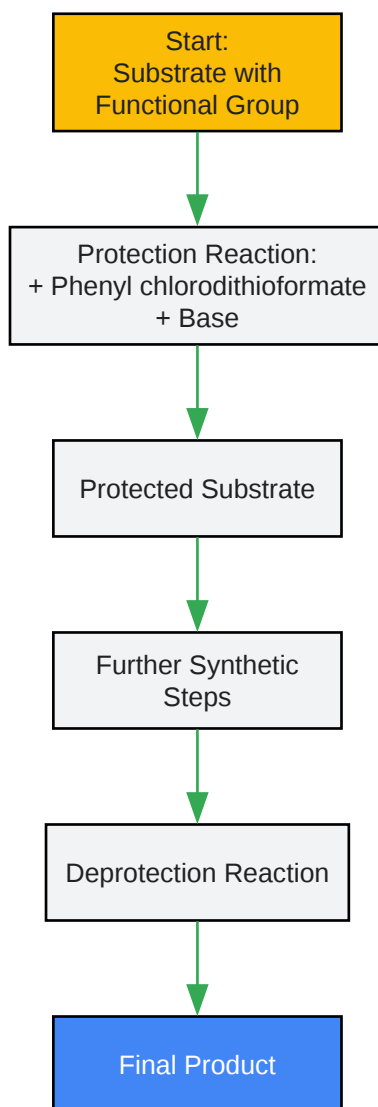 Start:
Substrate with
Functional Group
Protection Reaction:
+ Phenyl chlorodithioformate
+ Base
Protected Substrate
Further Synthetic
Steps
Deprotection Reaction
Final Product